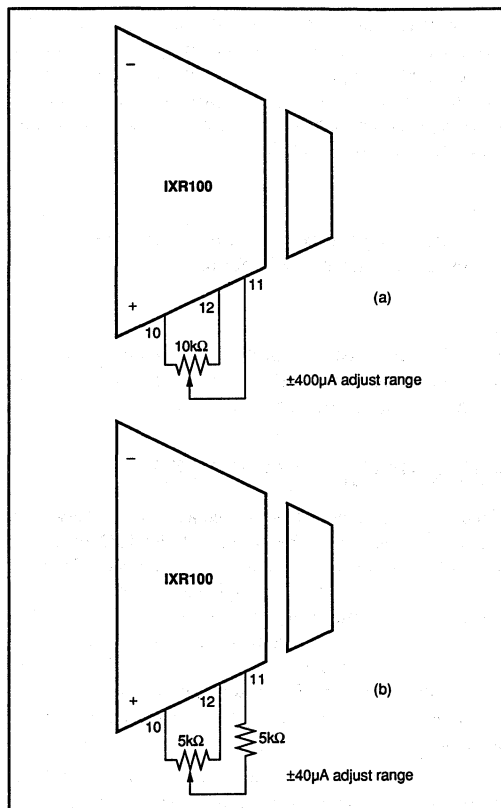 −
IXR100
+
10
12
11
10kΩ
(a)
±400µA adjust range
−
IXR100
+
10
12
11
5kΩ
5kΩ
(b)
±40µA adjust range